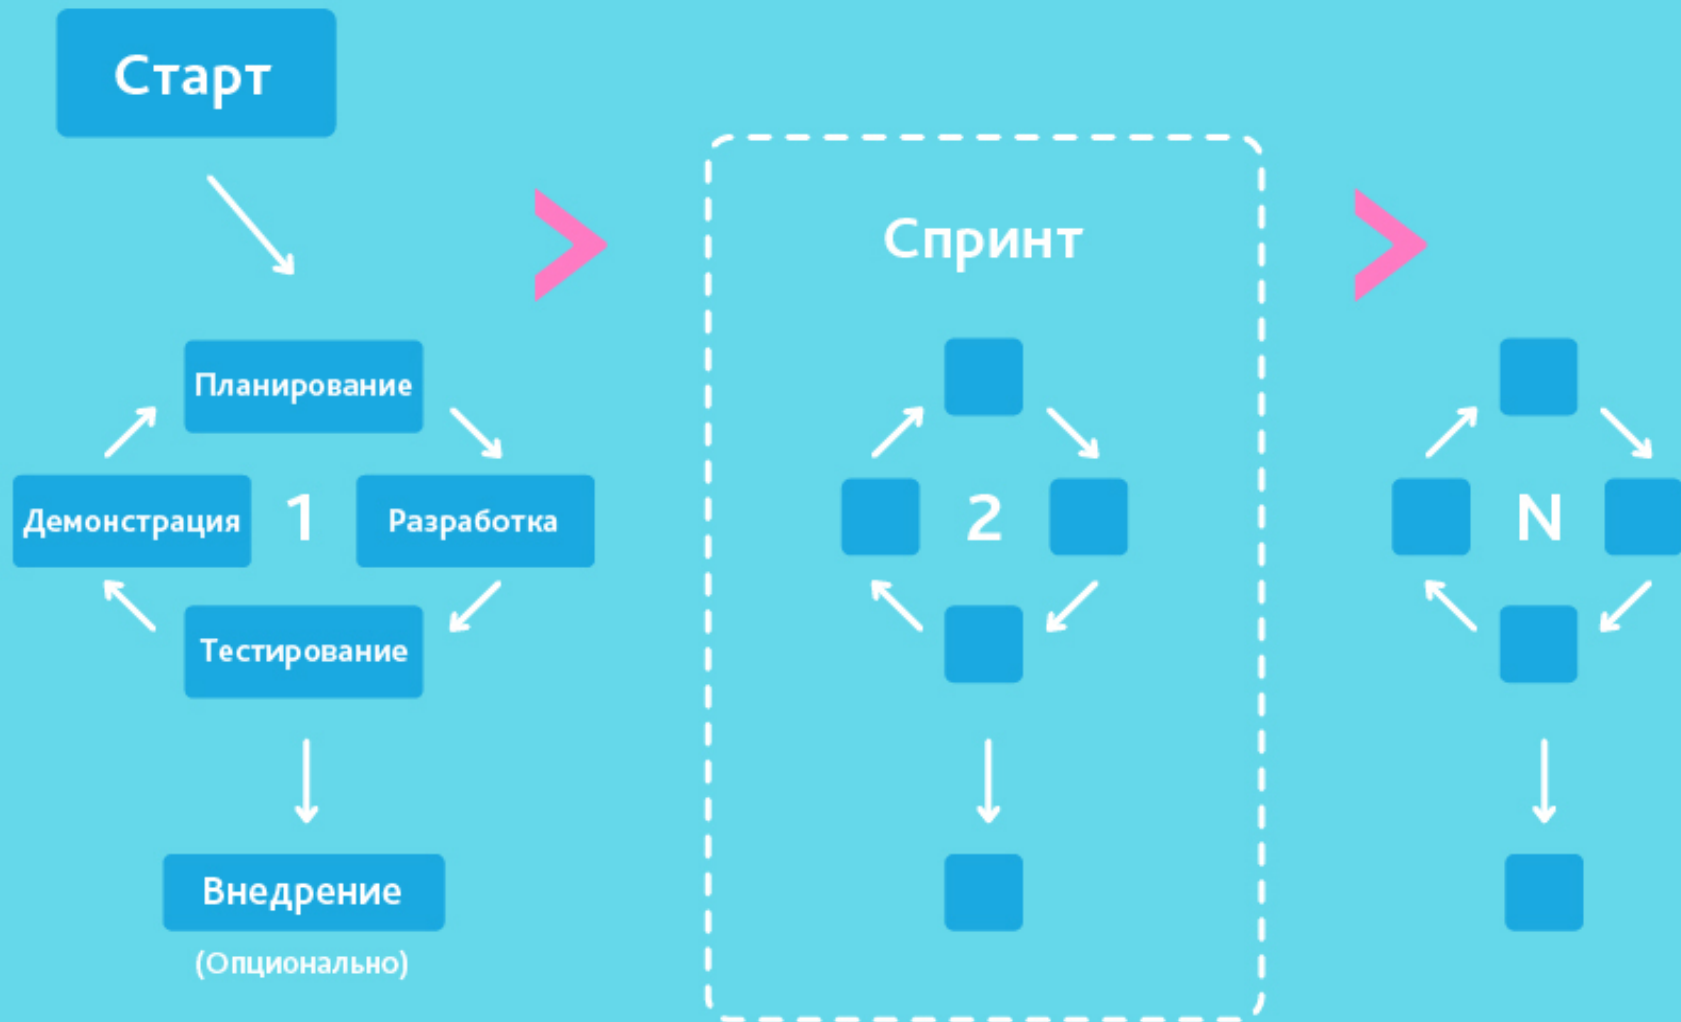 Старт
Спринт
Планирование
Демонстрация
1
Разработка
2
N
Тестирование
Внедрение
(Опционально)